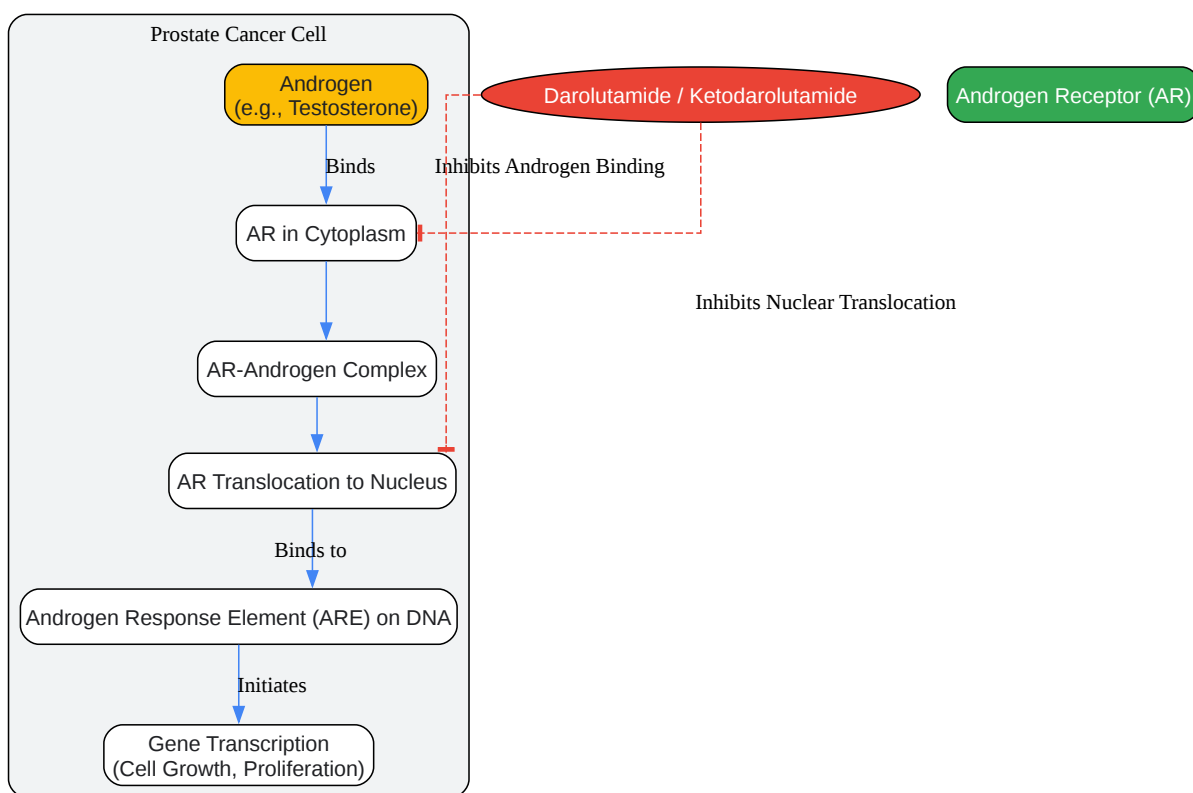 Prostate Cancer Cell
Androgen
(e.g., Testosterone)
Darolutamide / Ketodarolutamide
Androgen Receptor (AR)
Binds
Inhibits Androgen Binding
AR in Cytoplasm
Inhibits Nuclear Translocation
AR-Androgen Complex
AR Translocation to Nucleus
Binds to
Androgen Response Element (ARE) on DNA
Initiates
Gene Transcription
(Cell Growth, Proliferation)